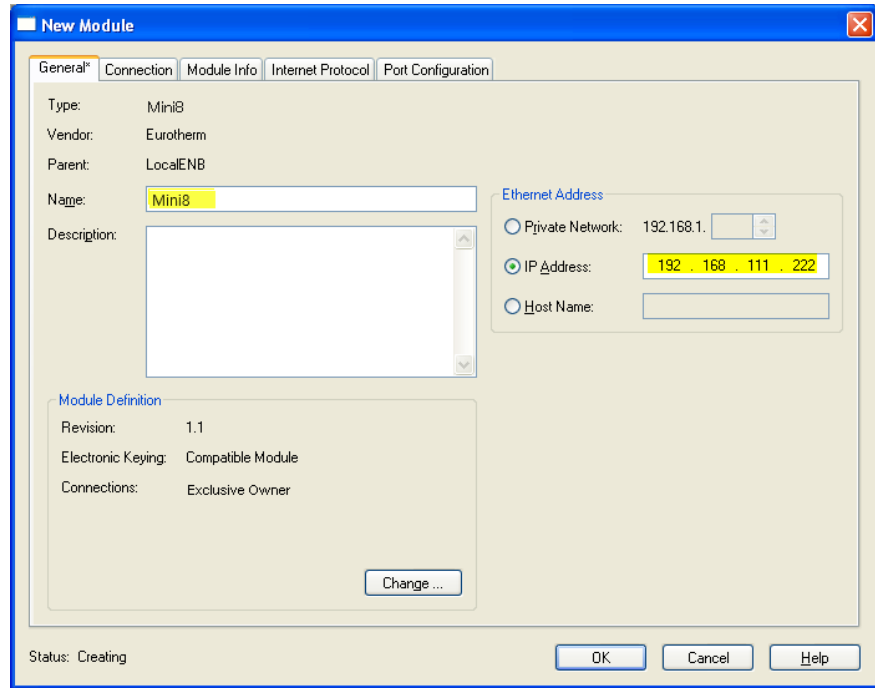 New Module
General* Connection Module Info Internet Protocol Port Configuration
Type: Mini8
Vendor: Eurotherm
Parent: LocalENB
Name: Mini8
Description:
Ethernet Address
Private Network: 192.168.1.
IP Address: 192 . 168 . 111 . 222
Host Name:
Module Definition
Revision: 1.1
Electronic Keying: Compatible Module
Connections: Exclusive Owner
Change ...
Status: Creating
OK Cancel Help